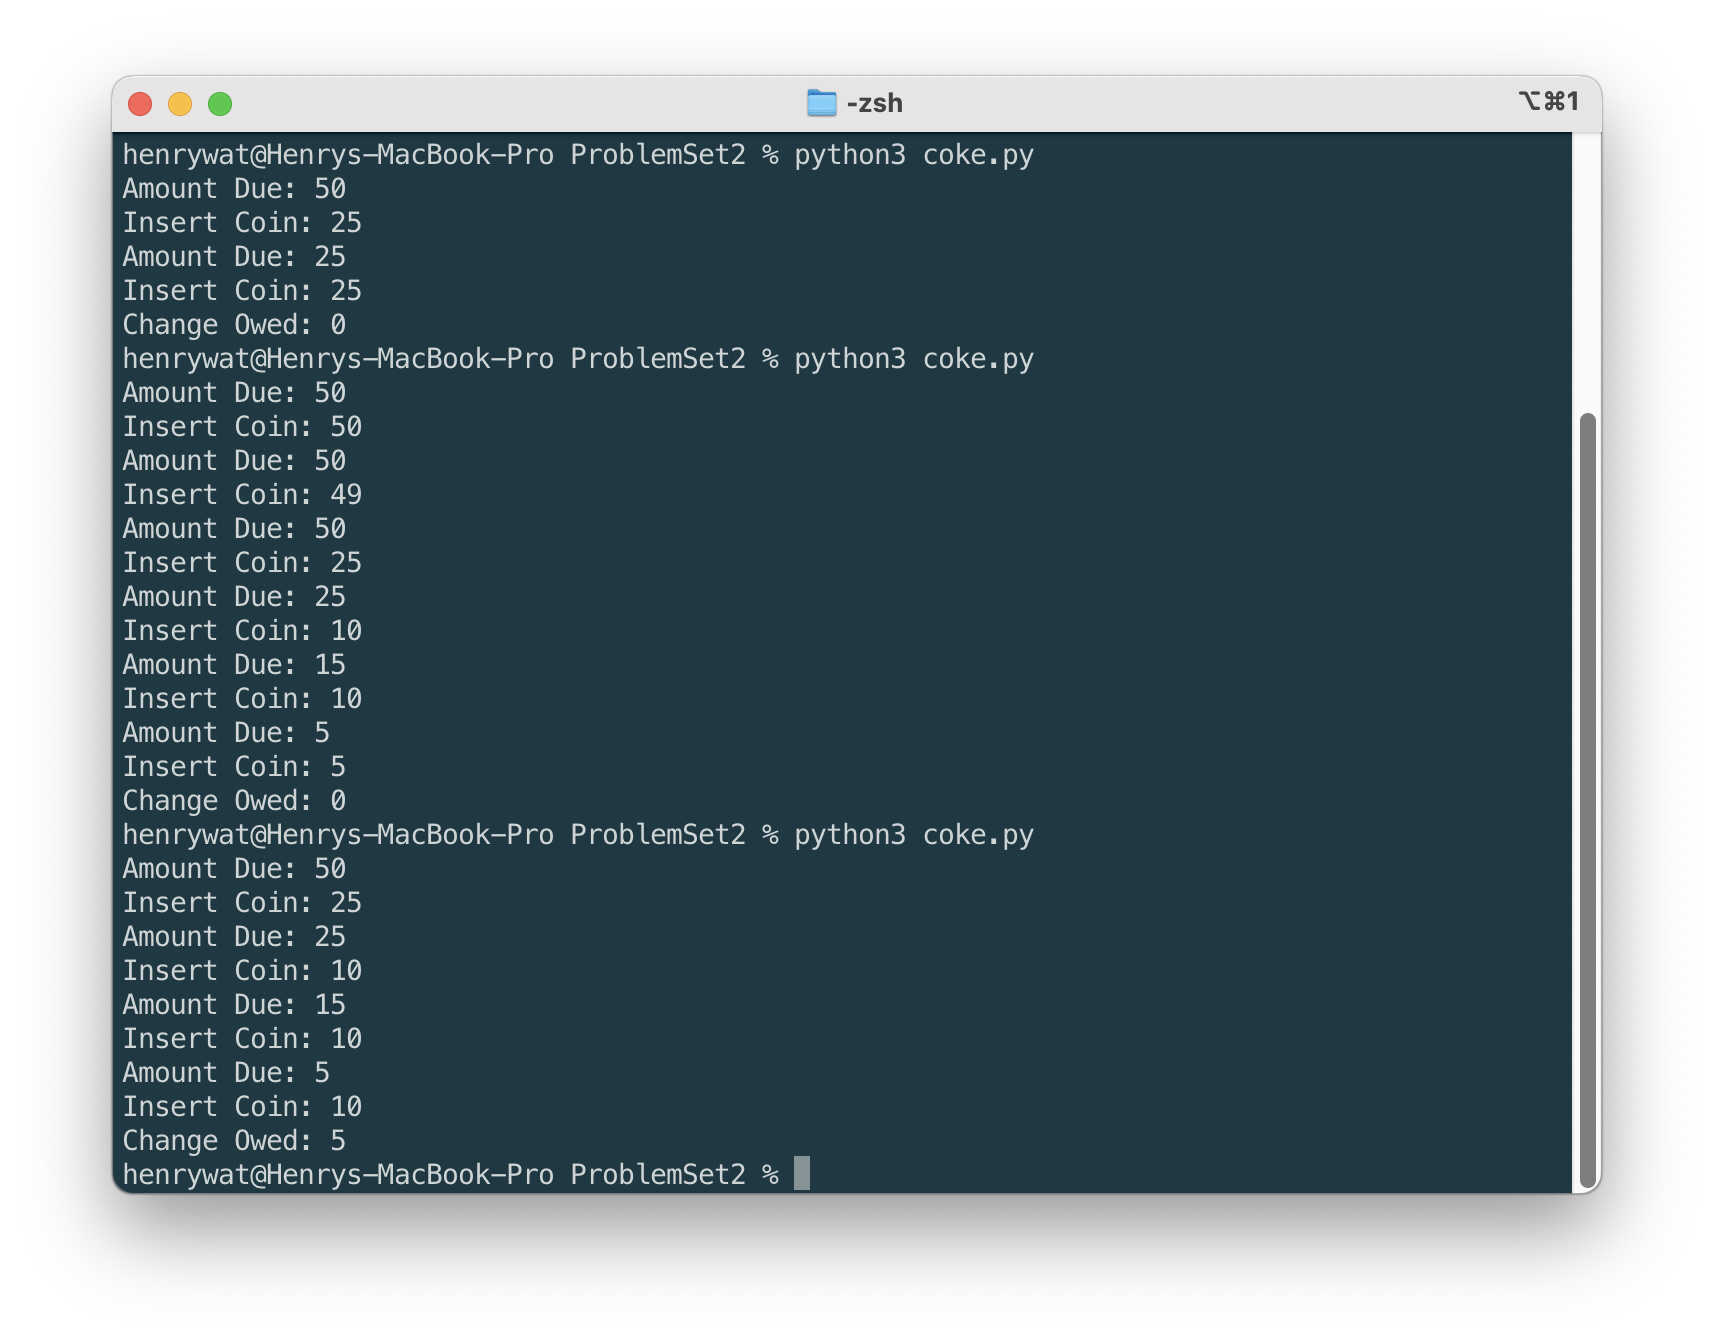 -zsh
⌥⌘1
henrywat@Henrys-MacBook-Pro ProblemSet2 % python3 coke.py
Amount Due: 50
Insert Coin: 25
Amount Due: 25
Insert Coin: 25
Change Owed: 0
henrywat@Henrys-MacBook-Pro ProblemSet2 % python3 coke.py
Amount Due: 50
Insert Coin: 50
Amount Due: 50
Insert Coin: 49
Amount Due: 50
Insert Coin: 25
Amount Due: 25
Insert Coin: 10
Amount Due: 15
Insert Coin: 10
Amount Due: 5
Insert Coin: 5
Change Owed: 0
henrywat@Henrys-MacBook-Pro ProblemSet2 % python3 coke.py
Amount Due: 50
Insert Coin: 25
Amount Due: 25
Insert Coin: 10
Amount Due: 15
Insert Coin: 10
Amount Due: 5
Insert Coin: 10
Change Owed: 5
henrywat@Henrys-MacBook-Pro ProblemSet2 %